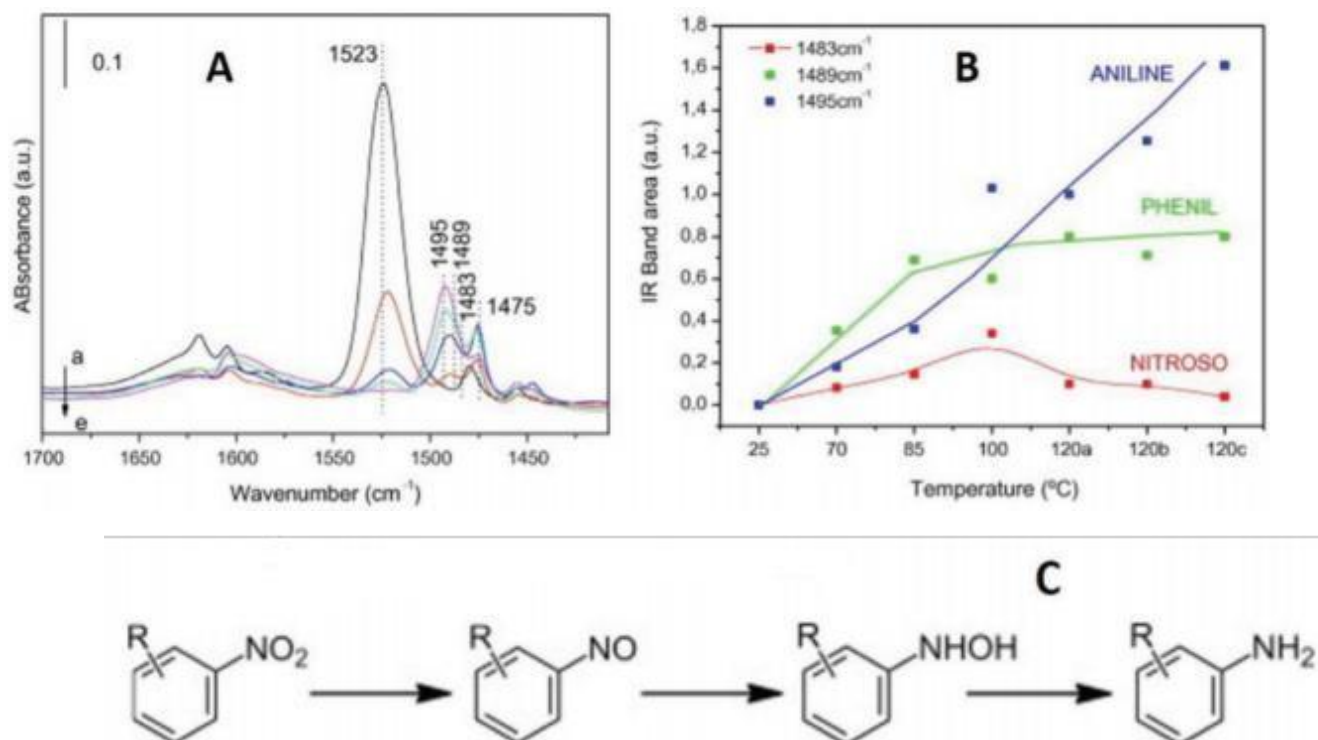 A
0.1
1523
1495
1489
1483
1475
a
e
ABsorbance (a.u.)
1700
1650
1600
1550
1500
1450
Wavenumber (cm⁻¹)
B
1483cm⁻¹
1489cm⁻¹
1495cm⁻¹
ANILINE
PHENIL
NITROSO
IR Band area (a.u.)
1,8
1,6
1,4
1,2
1,0
0,8
0,6
0,4
0,2
0,0
25
70
85
100
120a
120b
120c
Temperature (ºC)
C
R
NO₂
R
NO
R
NHOH
R
NH₂